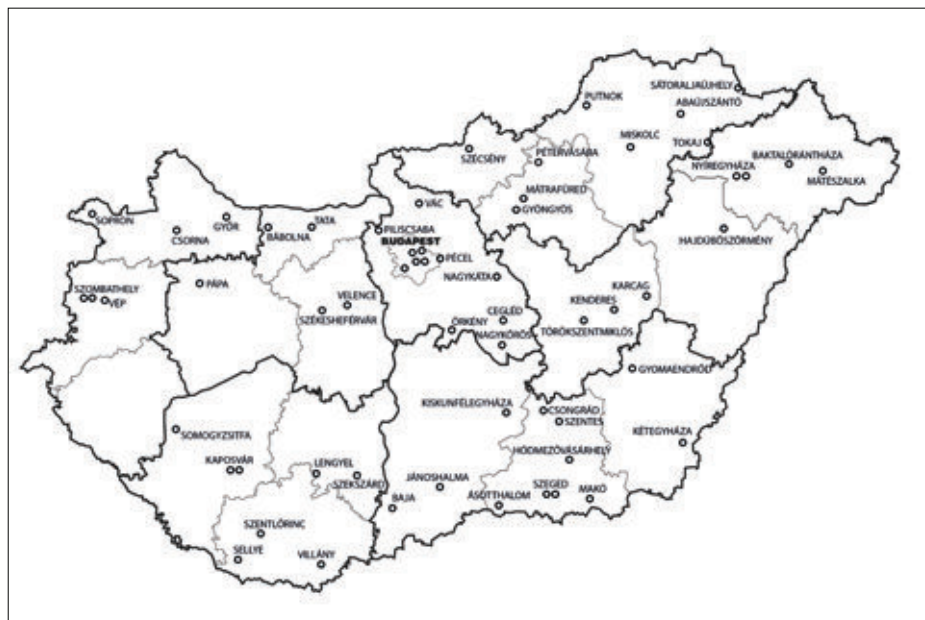 SÁTORALJAÚJHELY
PUTNOK
ABAÚJSZÁNTÓ
MISKOLC
TOKAJ
SZÉCSÉNY
PÉTERVÁSÁRA
BAKTALÓRÁNTHÁZA
NYÍREGYHÁZA
MÁTÉSZALKA
MÁTRAFÜRED
VÁC
GYÖNGYÖS
SOPRON
GYŐR
TATA
CSORNA
BÁBOLNA
PILISCSABA
HAJDÚBÖSZÖRMÉNY
BUDAPEST
PÉCEL
NAGYKÁTA
PÁPA
SZOMBATHELY
VÉP
VELENCE
KARCAG
KENDERES
SZÉKESHEFÉRVÁR
CEGLÉD
ÖRKÉNY
TÖRÖKSZENTMIKLÓS
NAGYKŐRÖS
GYOMAENDRŐD
KISKUNFÉLEGYHÁZA
CSONGRÁD
SZENTES
SOMOGYZSITFA
KÉTEGYHÁZA
HÓDMEZŐVÁSÁRHELY
KAPOSVÁR
LENGYEL
SZEKSZÁRD
JÁNOSHALMA
SZEGED
MAKÓ
BAJA
ÁSOTTHALOM
SZENTLŐRINC
SELLYE
VILLÁNY